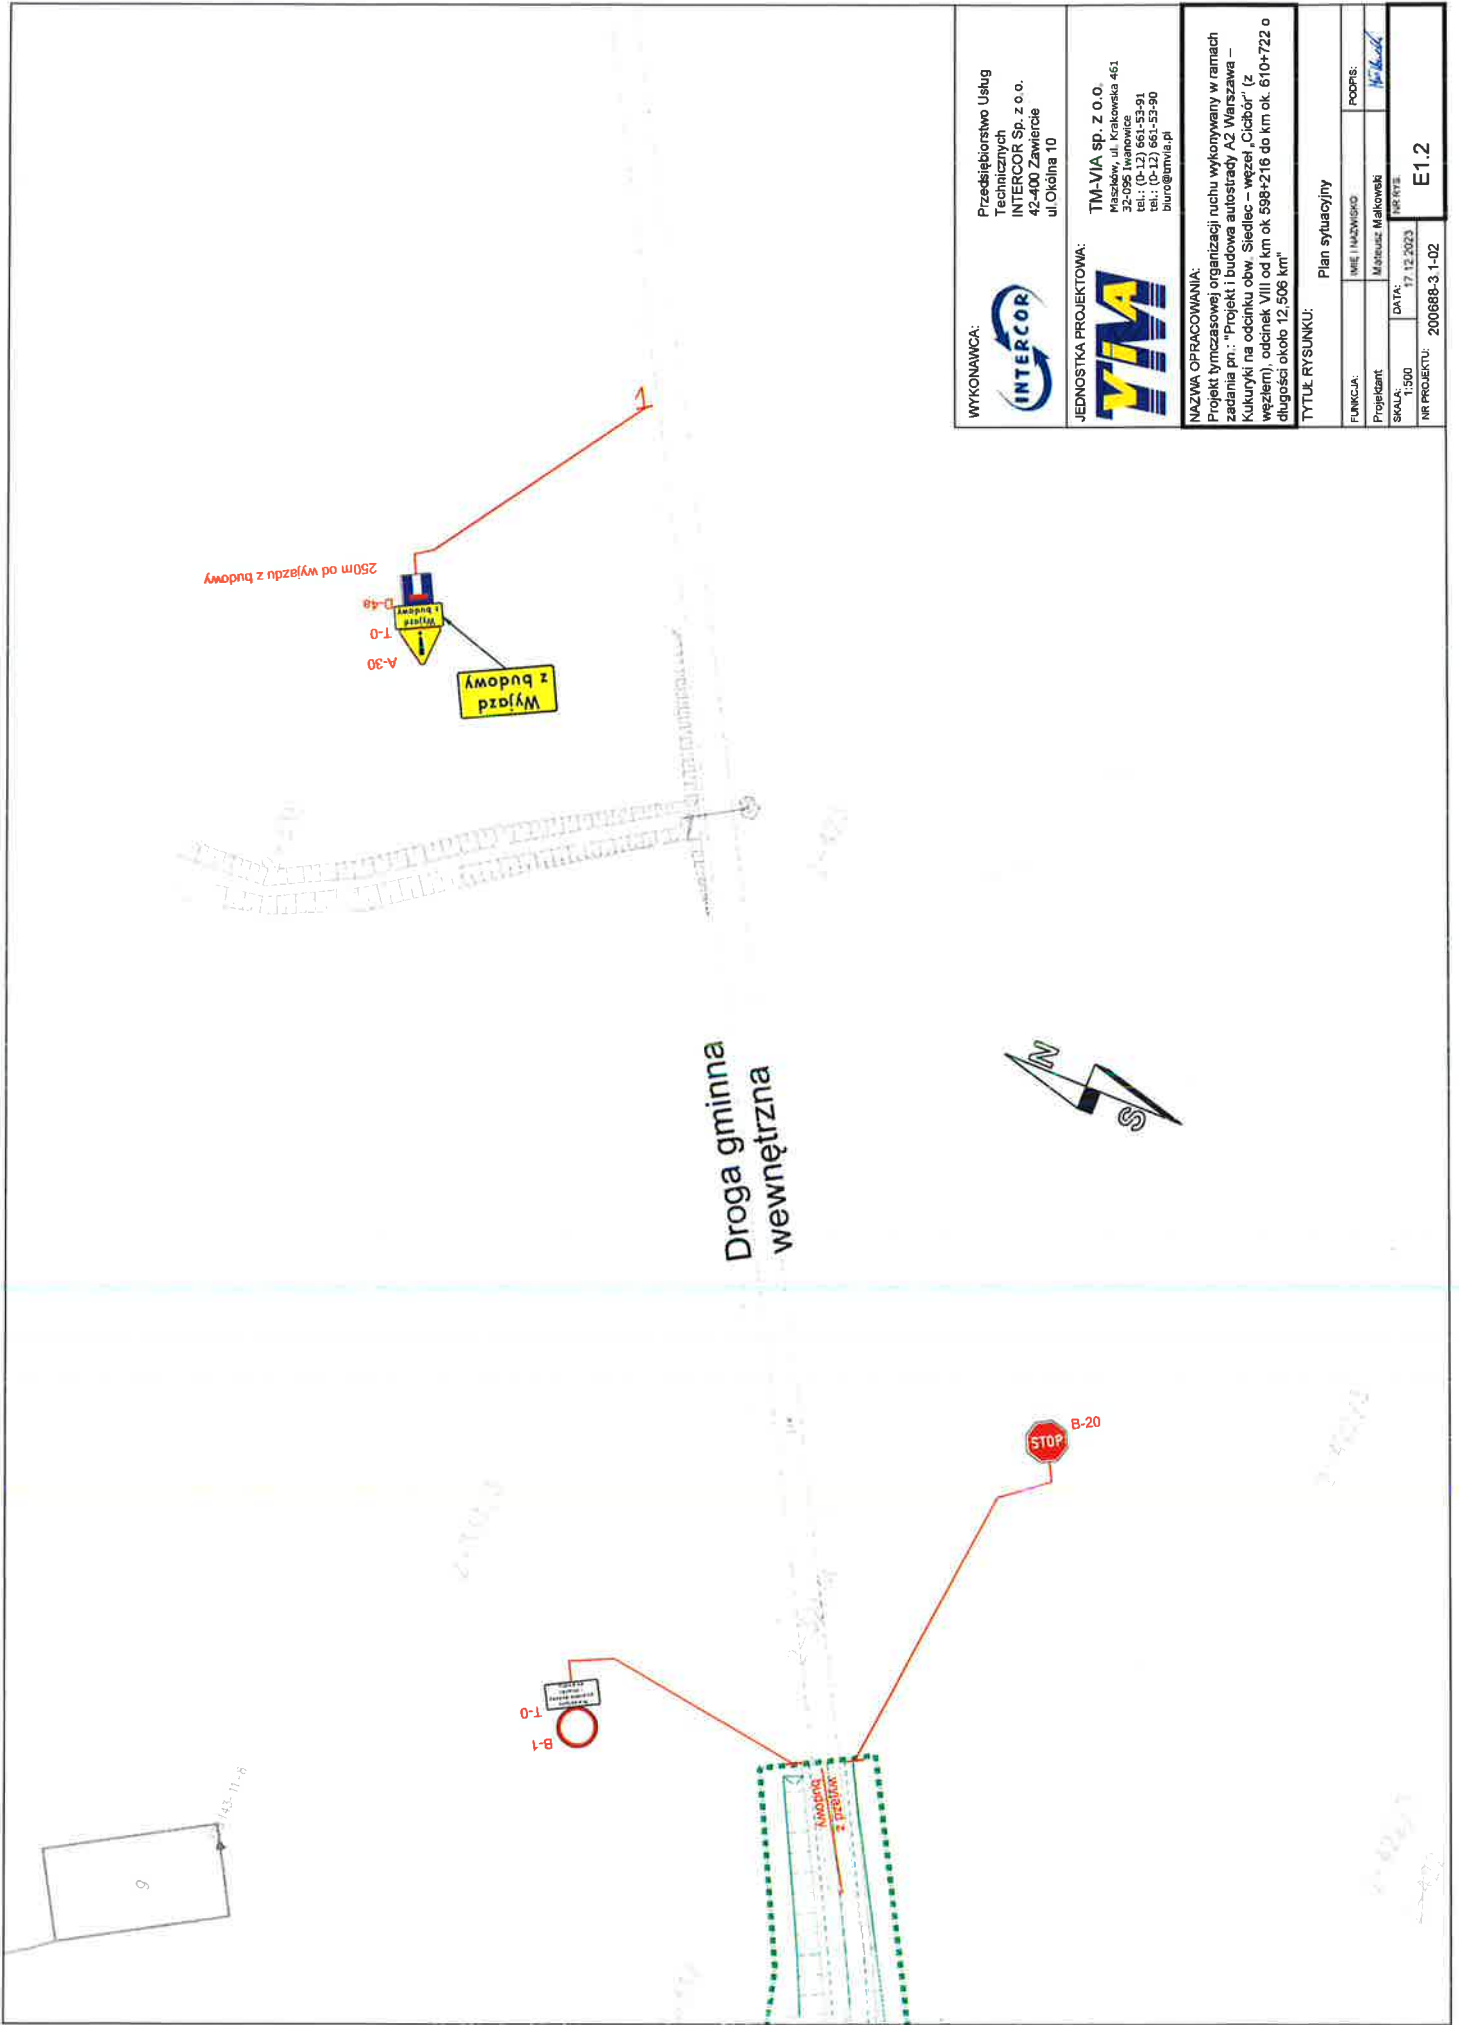 250m od wyjazdu z budowy
D-4a
T-0
A-30
Wyjazd
z budowy
Wyjazd
z budowy
1
Droga gminna
wewnętrzna
N
S
STOP
B-20
T-0
B-1
wyjazd z
budowy
9
143-11-8
WYKONAWCA:
INTERCOR
Przedsiębiorstwo Usług
Technicznych
INTERCOR Sp. z o.o.
42-400 Zawiercie
ul.Okólna 10
JEDNOSTKA PROJEKTOWA:
TM-VIA sp. z o.o.
Maszków, ul. Krakowska 461
32-095 Iwanowice
tel.: (0-12) 661-53-91
tel.: (0-12) 661-53-90
biuro@tmvia.pl
NAZWA OPRACOWANIA:
Projekt tymczasowej organizacji ruchu wykonywany w ramach
zadania pn.: "Projekt i budowa autostrady A2 Warszawa –
Kukuryki na odcinku obw. Siedlec – węzeł „Cicibór" (z
węzłem), odcinek VIII od km ok 598+216 do km ok. 610+722 o
długości około 12,506 km"
TYTUŁ RYSUNKU:
Plan sytuacyjny
FUNKCJA:
IMIĘ I NAZWISKO:
PODPIS:
Projektant
Mateusz Małkowski
SKALA:
1:500
DATA:
17.12.2023
NR RYS.
E1.2
NR PROJEKTU:
200688-3.1-02